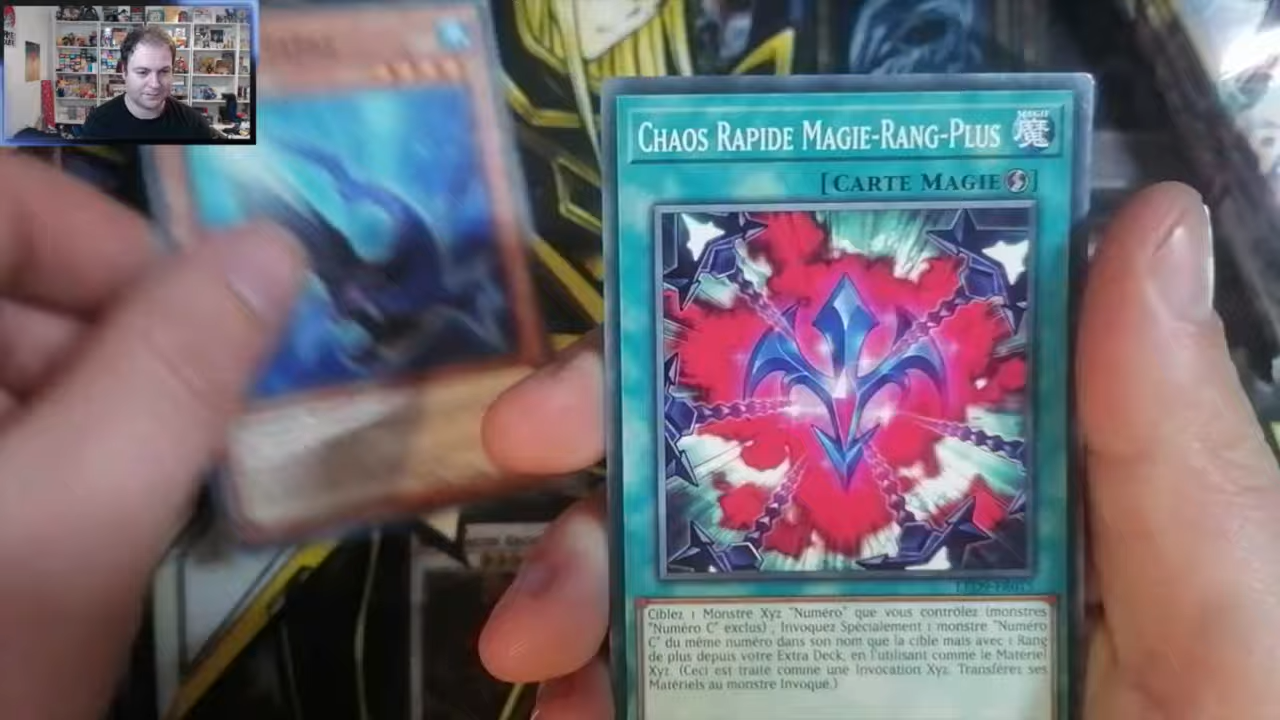 CHAOS RAPIDE MAGIE-RANG-PLUS
MAGIE
魔
[CARTE MAGIE]
Ciblez 1 Monstre Xyz "Numéro" que vous contrôlez (monstres
"Numéro C" exclus) ; Invoquez Spécialement 1 monstre "Numéro
C" du même numéro dans son nom que la cible mais avec 1 Rang
de plus depuis votre Extra Deck, en l'utilisant comme le Matériel
Xyz. (Ceci est traité comme une Invocation Xyz. Transférez ses
Matériels au monstre Invoqué.)